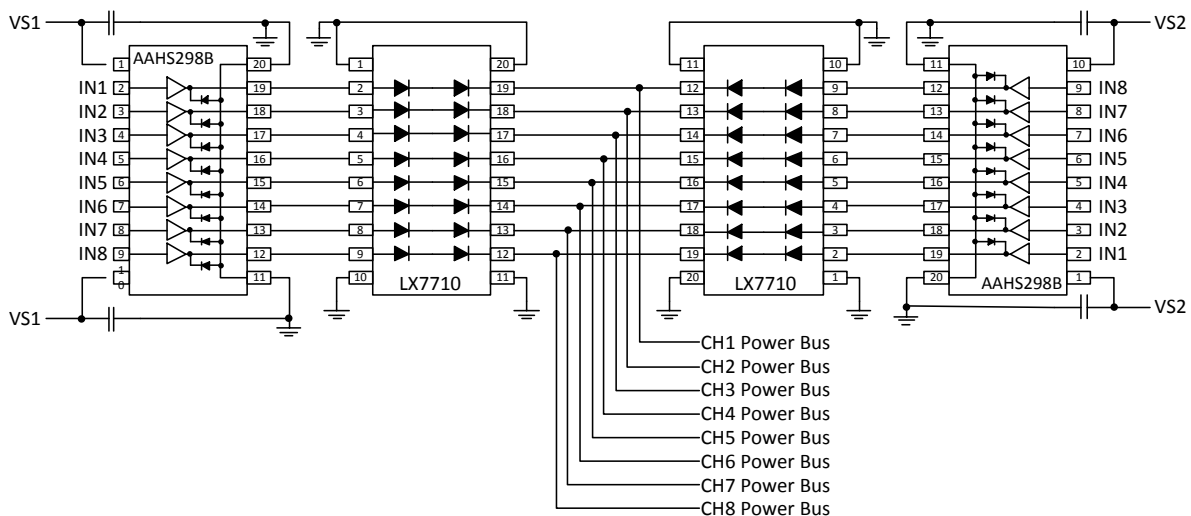 VS1 VS2
AAHS298B
1 20 1 20 11 10 11 10
IN1 2 19 2 19 12 9 12 9 IN8
IN2 3 18 3 18 13 8 13 8 IN7
IN3 4 17 4 17 14 7 14 7 IN6
IN4 5 16 5 16 15 6 15 6 IN5
IN5 6 15 6 15 16 5 16 5 IN4
IN6 7 14 7 14 17 4 17 4 IN3
IN7 8 13 8 13 18 3 18 3 IN2
IN8 9 12 9 12 19 2 19 2 IN1
10 11 10 11 20 1 20 1
LX7710 LX7710 AAHS298B
VS1 VS2
CH1 Power Bus
CH2 Power Bus
CH3 Power Bus
CH4 Power Bus
CH5 Power Bus
CH6 Power Bus
CH7 Power Bus
CH8 Power Bus